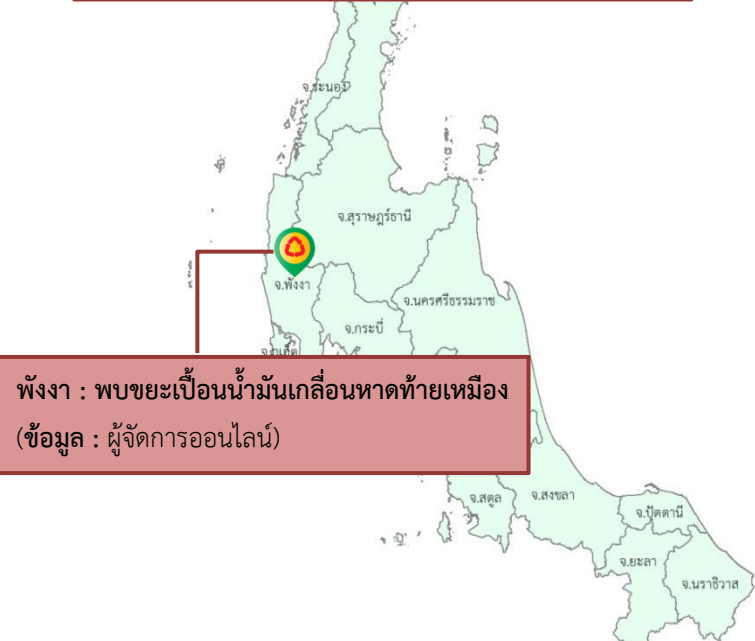 จ.ระนอง
จ.สุราษฎร์ธานี
จ.พังงา
จ.นครศรีธรรมราช
จ.กระบี่
จ.ภูเก็ต
พังงา : พบขยะเปื้อนน้ำมันเกลื่อนหาดท้ายเหมือง
(ข้อมูล : ผู้จัดการออนไลน์)
จ.สตูล
จ.สงขลา
จ.ปัตตานี
จ.ยะลา
จ.นราธิวาส